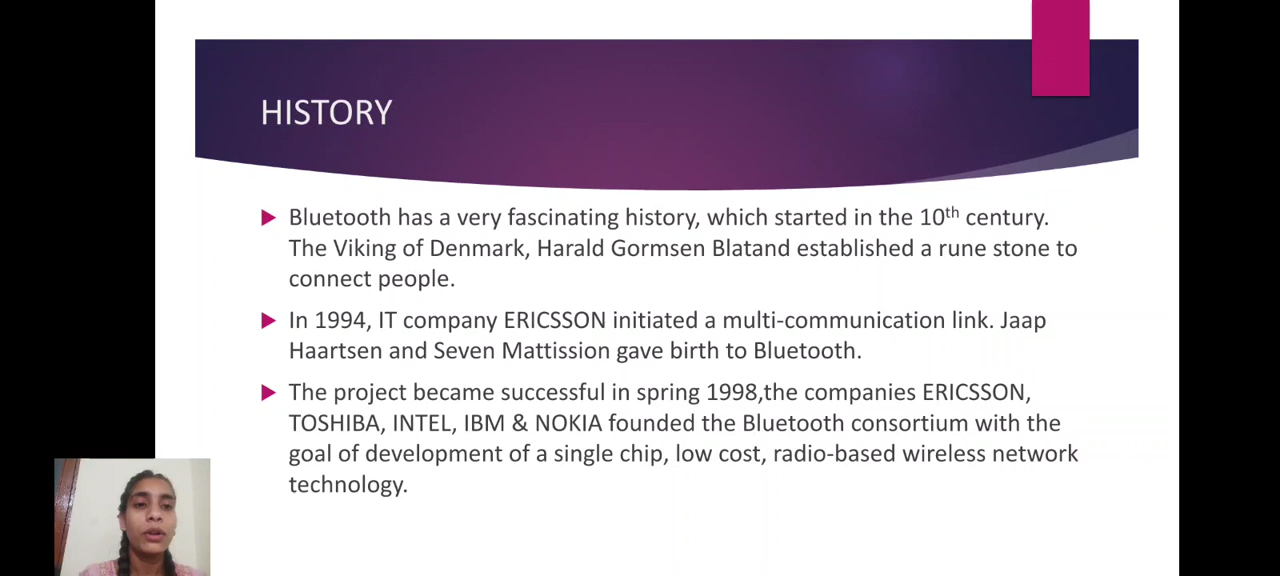 HISTORY
Bluetooth has a very fascinating history, which started in the 10th century.
The Viking of Denmark, Harald Gormsen Blatand established a rune stone to
connect people.
In 1994, IT company ERICSSON initiated a multi-communication link. Jaap
Haartsen and Seven Mattission gave birth to Bluetooth.
The project became successful in spring 1998,the companies ERICSSON,
TOSHIBA, INTEL, IBM & NOKIA founded the Bluetooth consortium with the
goal of development of a single chip, low cost, radio-based wireless network
technology.